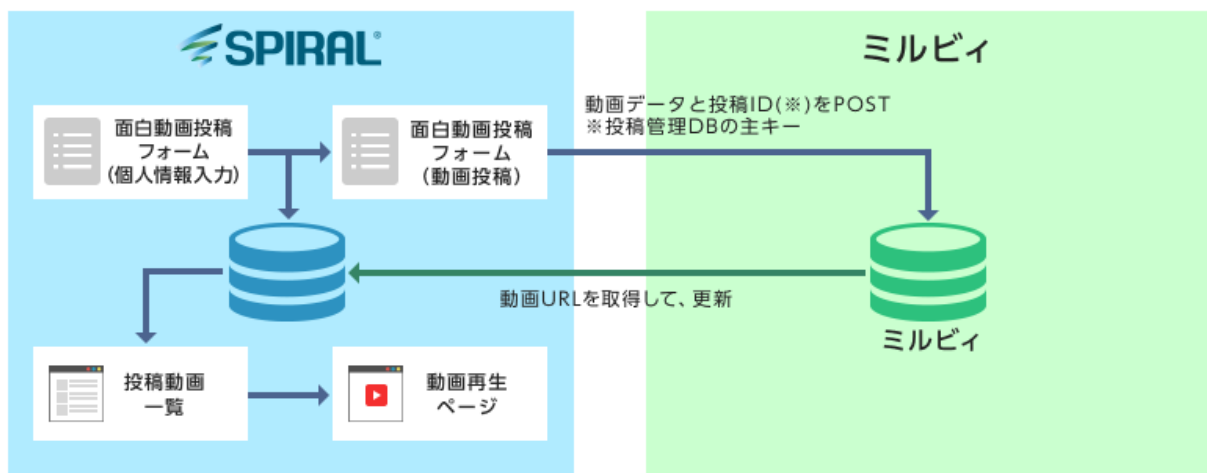 SPIRAL®
ミルビィ
面白動画投稿
フォーム
(個人情報入力)
面白動画投稿
フォーム
(動画投稿)
動画データと投稿ID(※)をPOST
※投稿管理DBの主キー
動画URLを取得して、更新
ミルビィ
投稿動画
一覧
動画再生
ページ